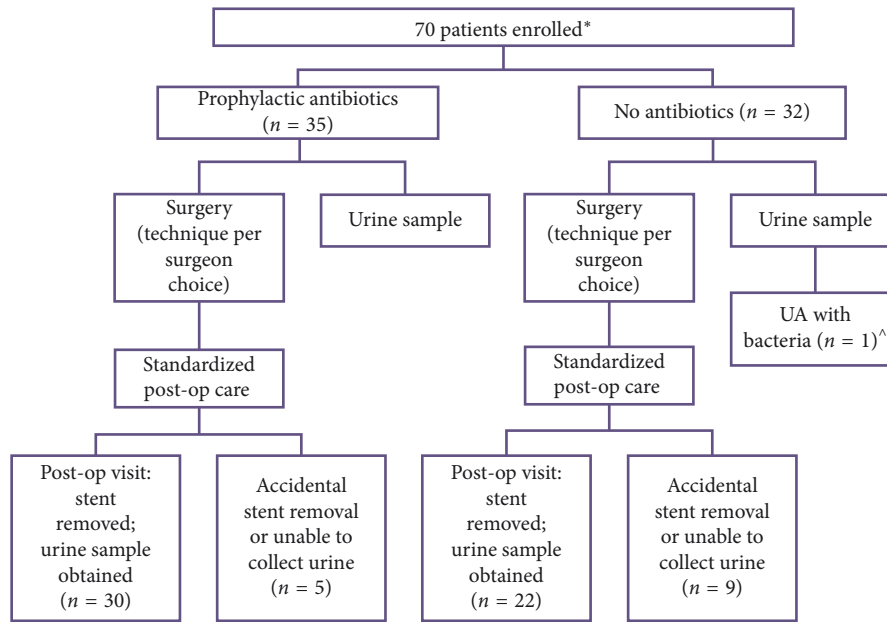 70 patients enrolled*
Prophylactic antibiotics
(n = 35)
No antibiotics (n = 32)
Surgery
(technique per
surgeon
choice)
Urine sample
Surgery
(technique per
surgeon
choice)
Urine sample
UA with
bacteria (n = 1)^
Standardized
post-op care
Standardized
post-op care
Post-op visit:
stent
removed;
urine sample
obtained
(n = 30)
Accidental
stent removal
or unable to
collect urine
(n = 5)
Post-op visit:
stent
removed;
urine sample
obtained
(n = 22)
Accidental
stent removal
or unable to
collect urine
(n = 9)